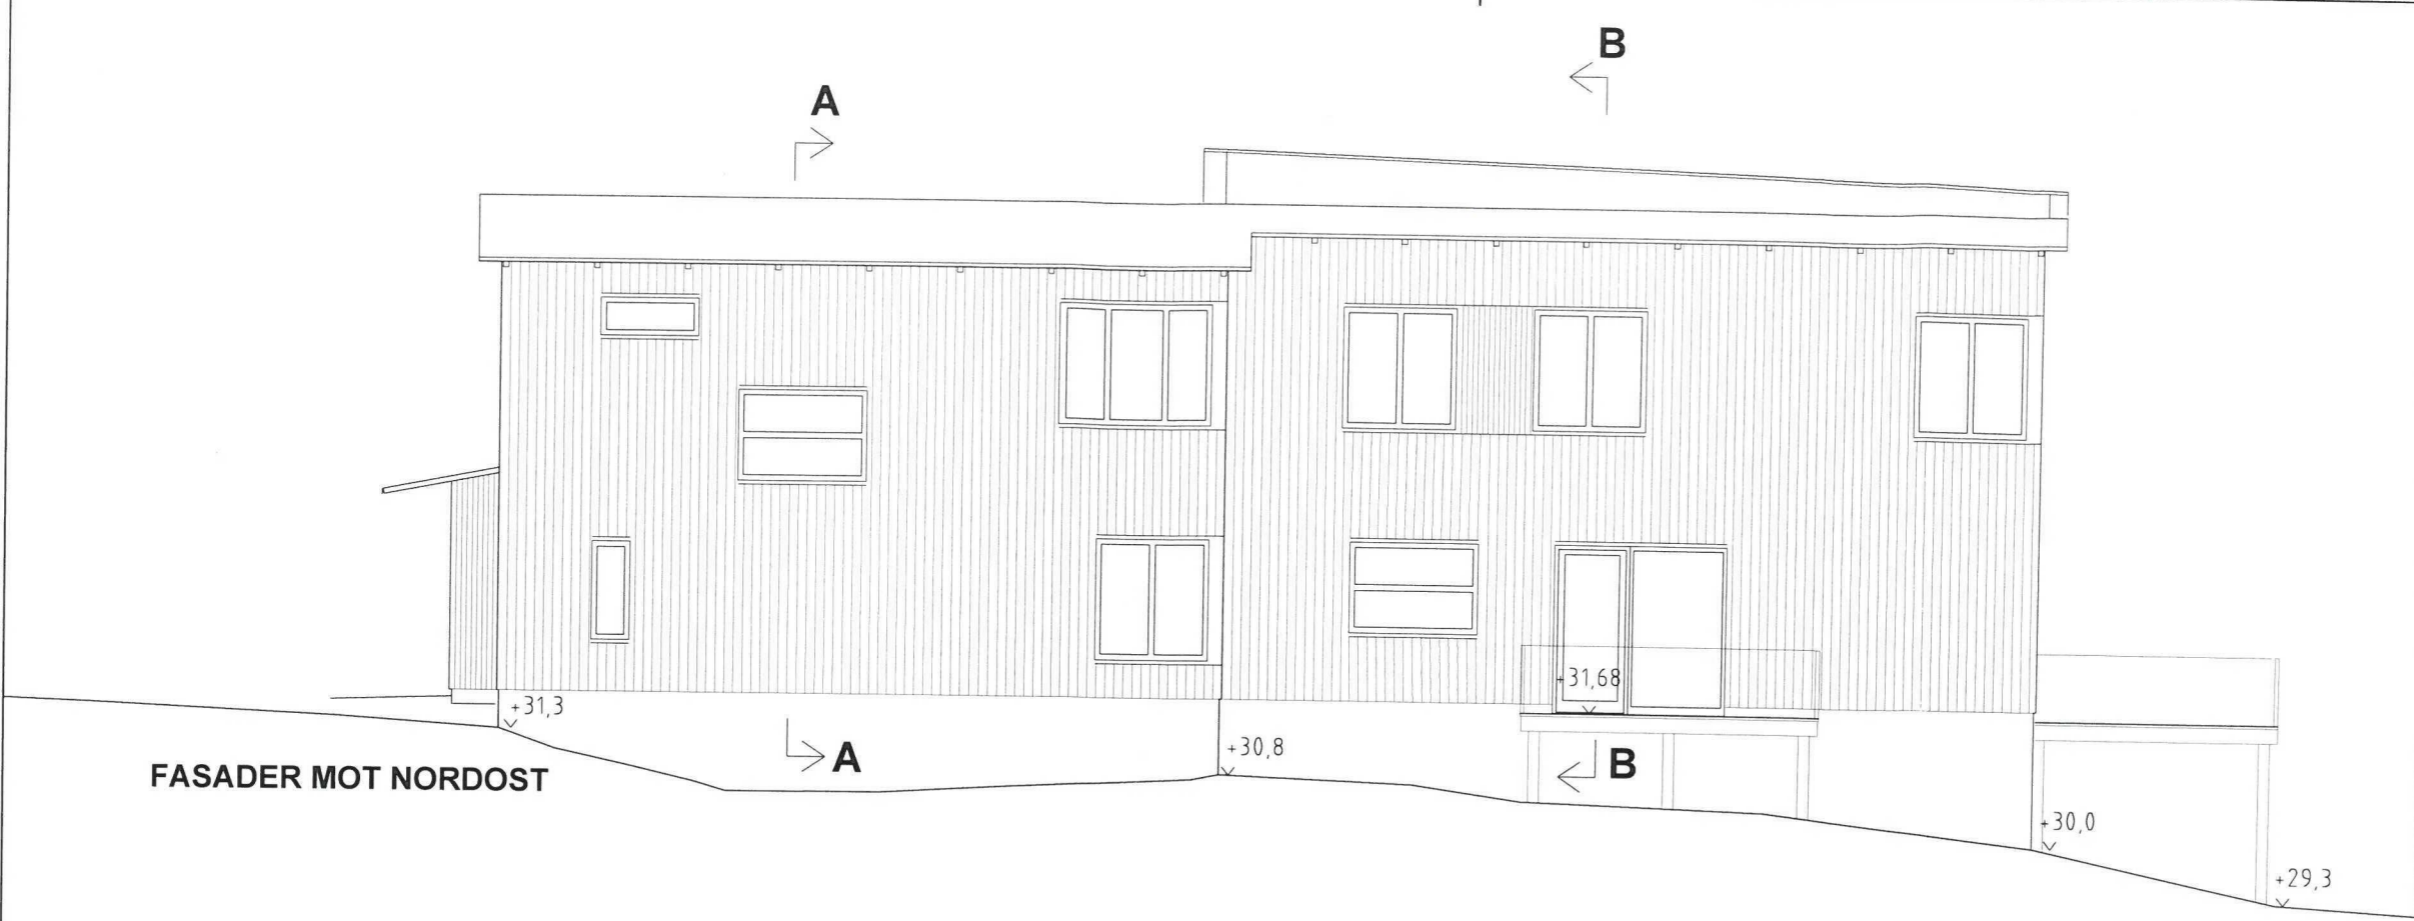 B
A
+31,68
+31,3
+30,8
A
B
FASADER MOT NORDOST
+30,0
+29,3